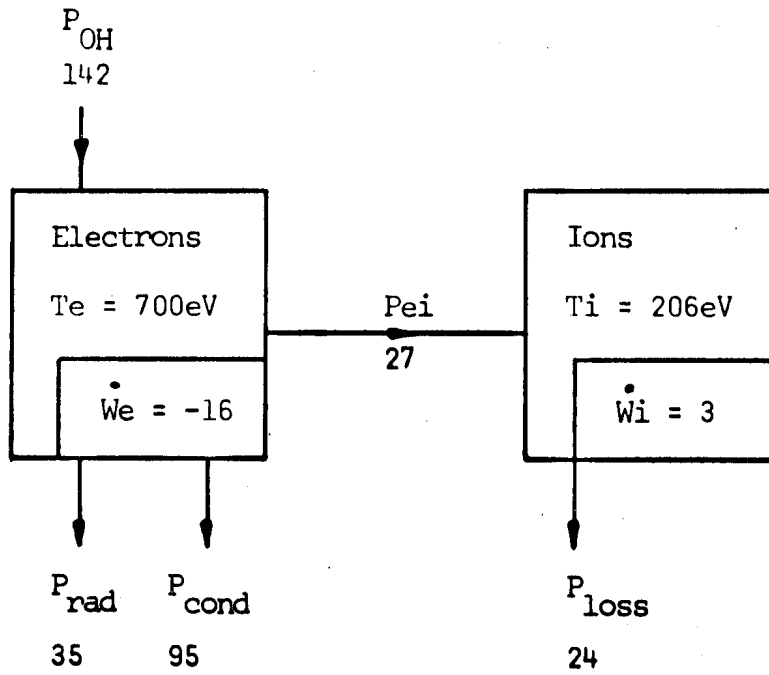 P_OH
142
Electrons
Te = 700eV
Ẇe = -16
Pei
27
Ions
Ti = 206eV
Ẇi = 3
P_rad
35
P_cond
95
P_loss
24